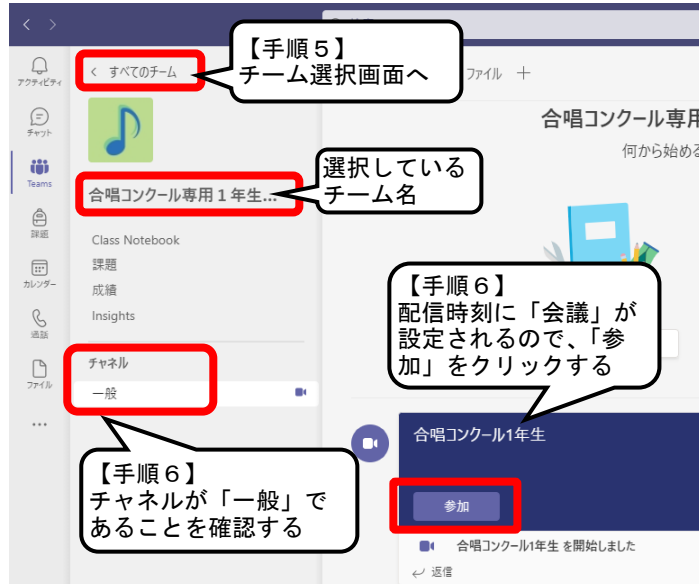 【手順５】
チーム選択画面へ
アクティビティ
チャット
Teams
課題
カレンダー
通話
ファイル
…
すべてのチーム
合唱コンクール専用１年生...
選択している
チーム名
Class Notebook
課題
成績
Insights
チャネル
一般
【手順６】
チャネルが「一般」で
あることを確認する
ファイル ＋
合唱コンクール専用
何から始める
【手順６】
配信時刻に「会議」が
設定されるので、「参
加」をクリックする
合唱コンクール1年生
参加
合唱コンクール1年生 を開始しました
返信